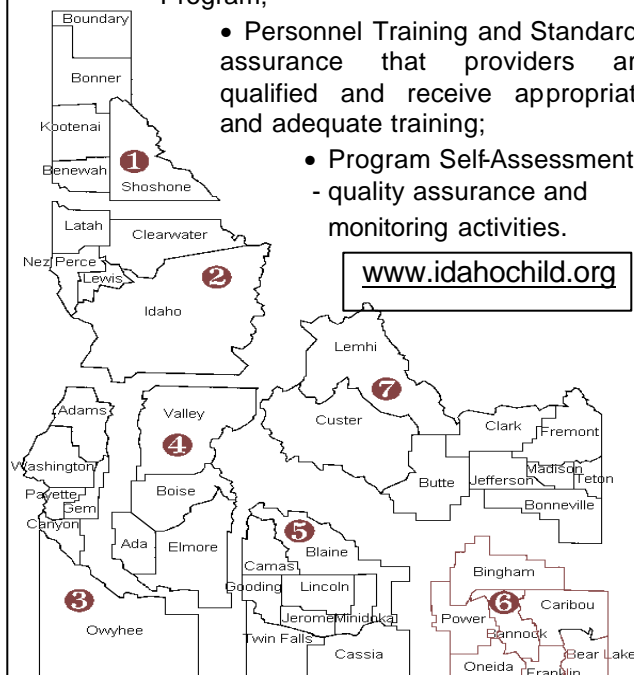 Program;
• Personnel Training and Standard
assurance that providers ar
qualified and receive appropriat
and adequate training;
• Program Self-Assessment
- quality assurance and
monitoring activities.
www.idahochild.org
Boundary
Bonner
Kootenai
Benewah
1
Shoshone
Latah
Clearwater
Nez Perce
Lewis
2
Idaho
Lemhi
7
Custer
Clark
Fremont
Madison
Teton
Butte
Jefferson
Bonneville
Adams
Valley
4
Washington
Payette
Gem
Canyon
Boise
Ada
Elmore
3
Owyhee
5
Blaine
Camas
Gooding
Lincoln
Jerome
Minidoka
Twin Falls
Cassia
Bingham
6
Caribou
Power
Bannock
Bear Lake
Oneida
Franklin